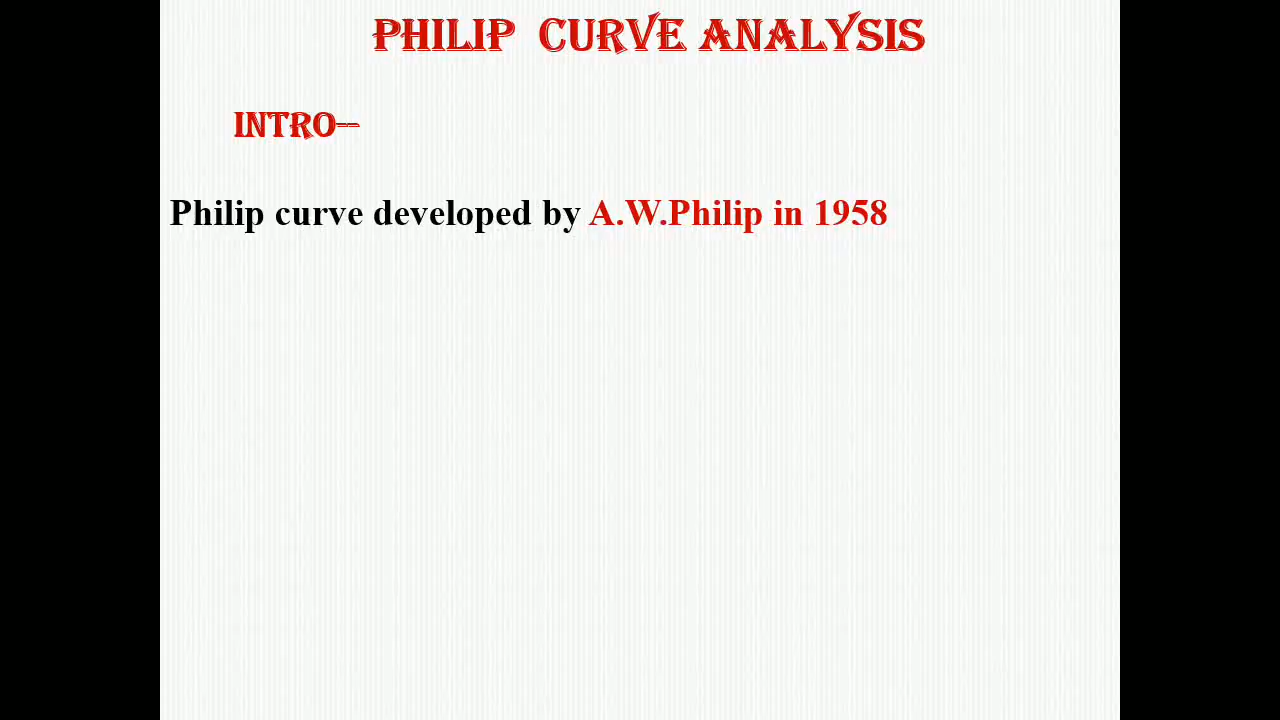 PHILIP CURVE ANALYSIS
INTRO--
Philip curve developed by A.W.Philip in 1958